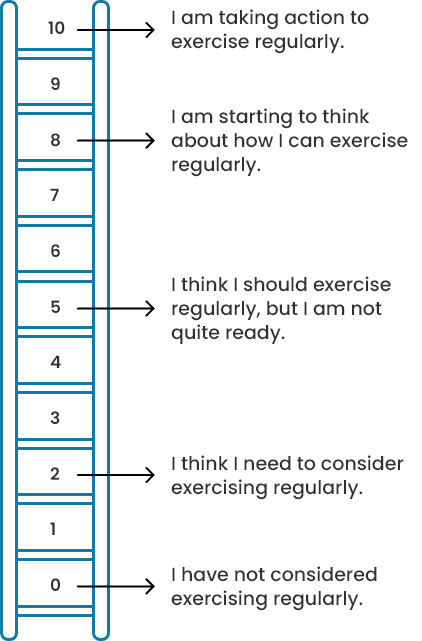 10
I am taking action to
exercise regularly.
9
8
I am starting to think
about how I can exercise
regularly.
7
6
5
I think I should exercise
regularly, but I am not
quite ready.
4
3
2
I think I need to consider
exercising regularly.
1
0
I have not considered
exercising regularly.